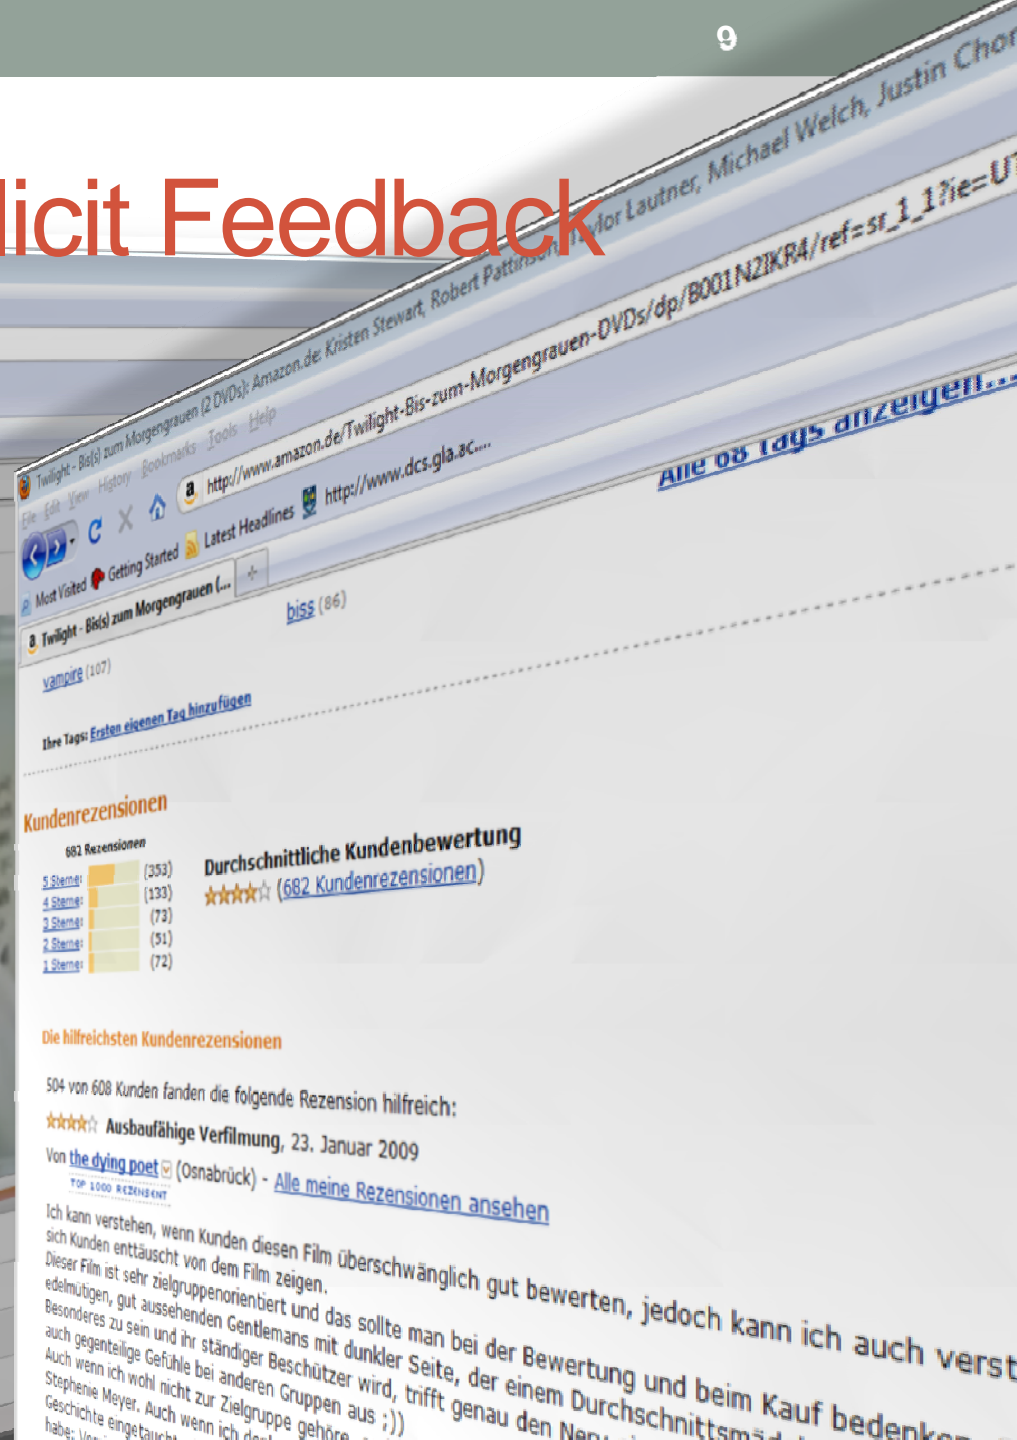 9
licit Feedback
Twilight - Bis(s) zum Morgengrauen (2 DVDs): Amazon.de: Kristen Stewart, Robert Pattinson, Taylor Lautner, Michael Welch, Justin Chon
File Edit View History Bookmarks Tools Help
http://www.amazon.de/Twilight-Bis-zum-Morgengrauen-DVDs/dp/B001N2IKR4/ref=sr_1_1?ie=UT
Most Visited Getting Started Latest Headlines http://www.dcs.gla.ac....
Twilight - Bis(s) zum Morgengrauen (...
Alle 68 Tags anzeigen...
vampire (107) biss (86)
Ihre Tags: Ersten eigenen Tag hinzufügen
Kundenrezensionen
682 Rezensionen
5 Sterne: (353)
4 Sterne: (133)
3 Sterne: (73)
2 Sterne: (51)
1 Sterne: (72)
Durchschnittliche Kundenbewertung
(682 Kundenrezensionen)
Die hilfreichsten Kundenrezensionen
504 von 608 Kunden fanden die folgende Rezension hilfreich:
Ausbaufähige Verfilmung, 23. Januar 2009
Von the dying poet (Osnabrück) - Alle meine Rezensionen ansehen
TOP 1000 REZENSENT
Ich kann verstehen, wenn Kunden diesen Film überschwänglich gut bewerten, jedoch kann ich auch verst
sich Kunden enttäuscht von dem Film zeigen.
Dieser Film ist sehr zielgruppenorientiert und das sollte man bei der Bewertung und beim Kauf bedenken
edelmütigen, gut aussehenden Gentlemans mit dunkler Seite, der einem Durchschnittsmäd
Besonderes zu sein und ihr ständiger Beschützer wird, trifft genau den Nerv
auch gegenteilige Gefühle bei anderen Gruppen aus ;))
Auch wenn ich wohl nicht zur Zielgruppe gehöre,
Stephenie Meyer. Auch wenn ich
Geschichte eingetaucht
habe: